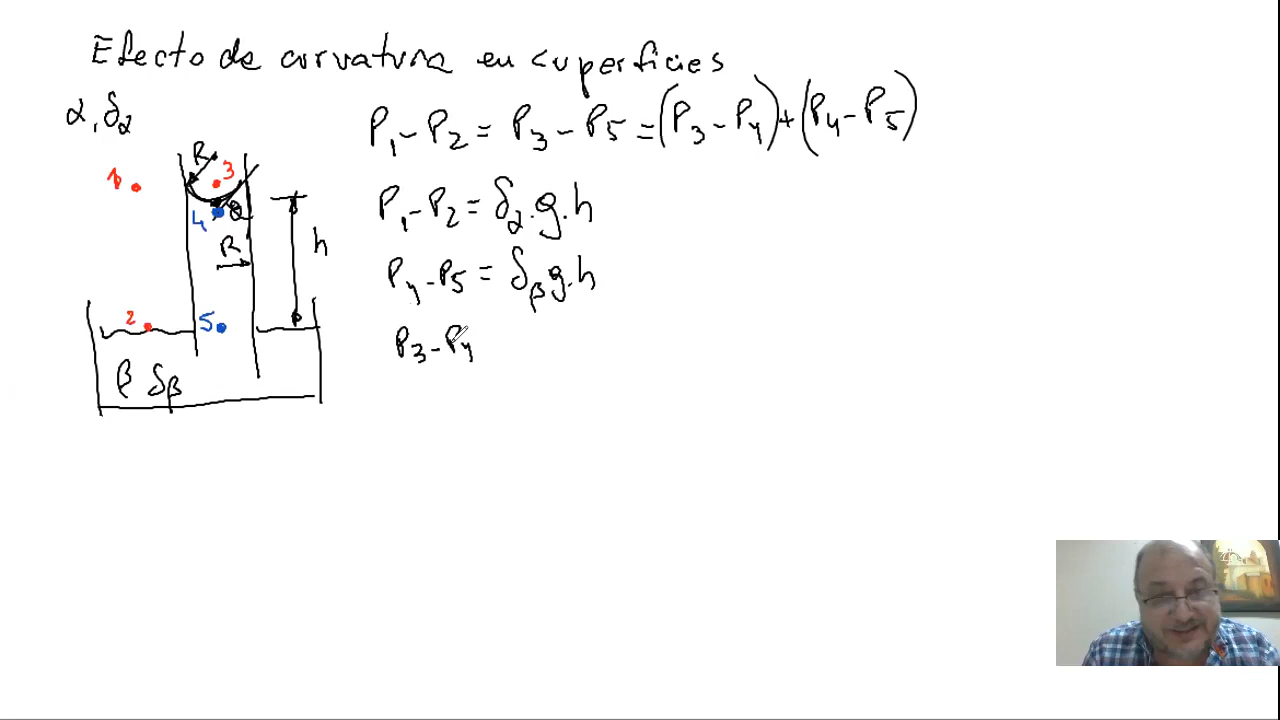 Efecto de curvatura en superficies
α, δα
P1 - P2 = P3 - P5 = (P3 - P4) + (P4 - P5)
R
1
3
P1 - P2 = δα . g . h
4 θ
R
h
P4 - P5 = δβ g . h
2
5
P3 - P4
β δβ